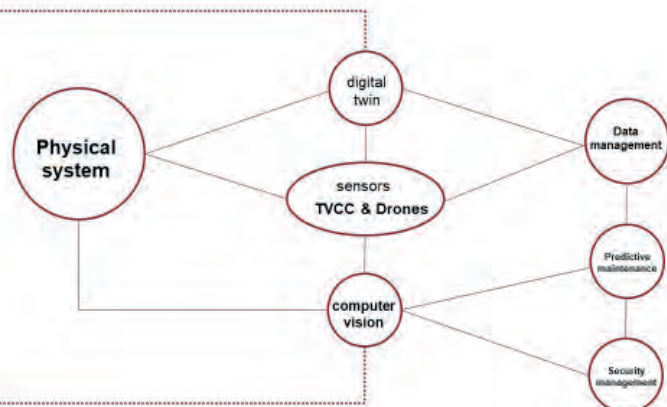 digital
twin
Physical
system
Data
management
sensors
TVCC & Drones
Predictive
maintenance
computer
vision
Security
management